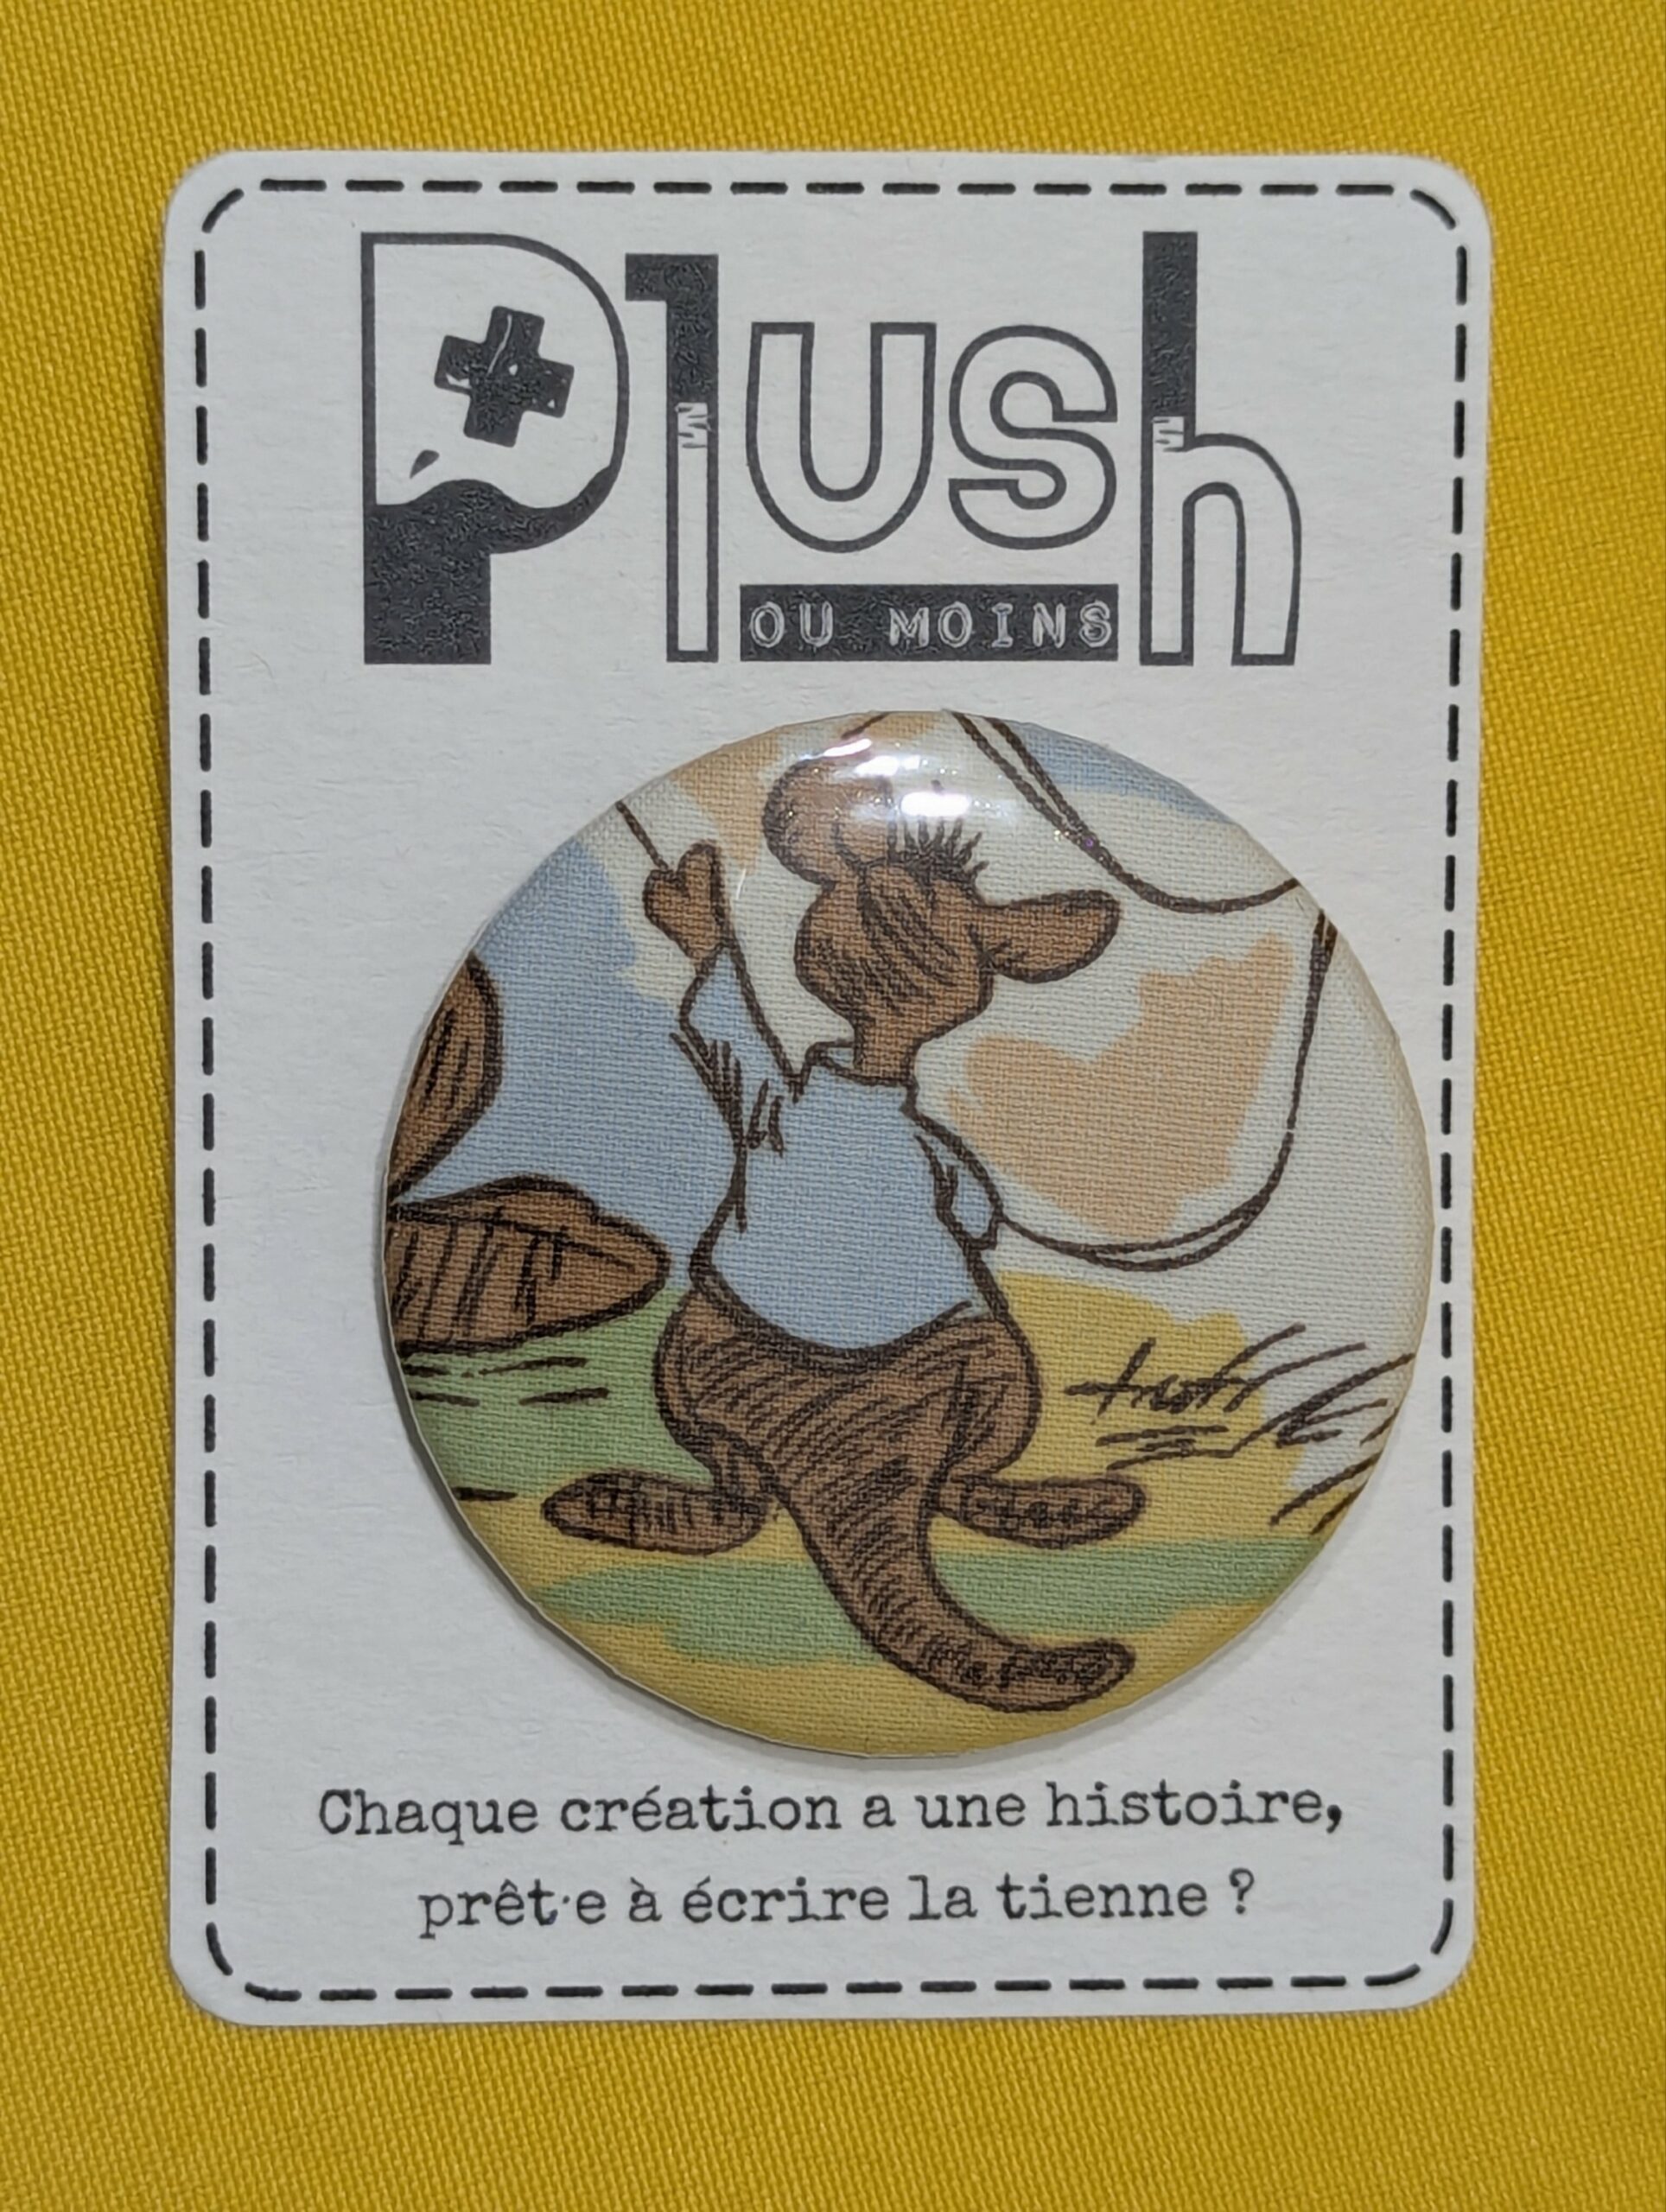 Plush
OU MOINS
Chaque création a une histoire,
prêt·e à écrire la tienne ?